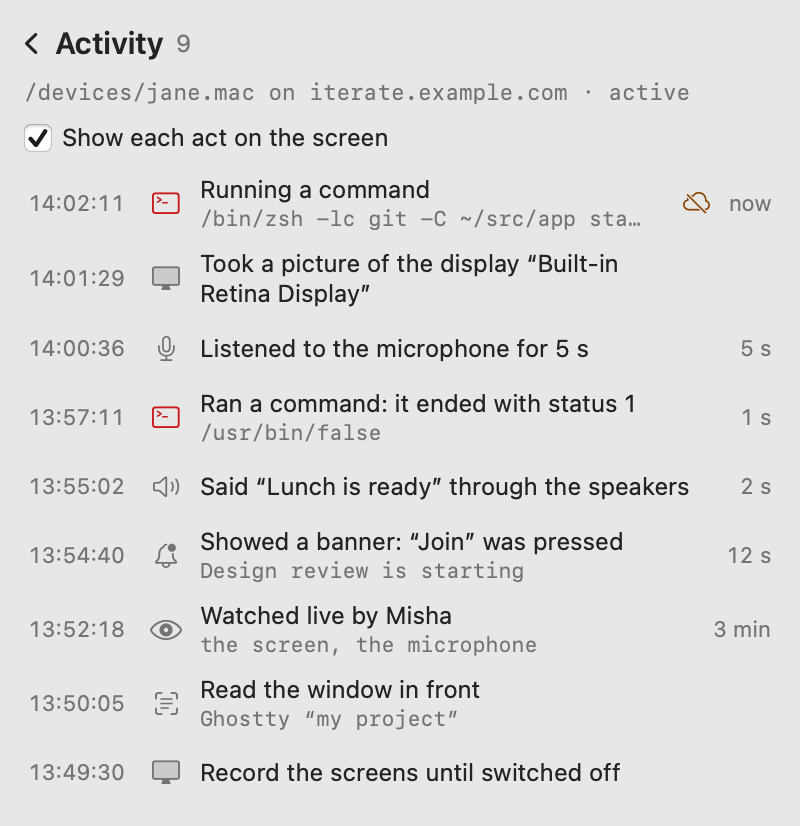 Activity 9
/devices/jane.mac on iterate.example.com · active
Show each act on the screen
14:02:11 Running a command now
/bin/zsh -lc git -C ~/src/app sta…
14:01:29 Took a picture of the display “Built-in
Retina Display”
14:00:36 Listened to the microphone for 5 s 5 s
13:57:11 Ran a command: it ended with status 1 1 s
/usr/bin/false
13:55:02 Said “Lunch is ready” through the speakers 2 s
13:54:40 Showed a banner: “Join” was pressed 12 s
Design review is starting
13:52:18 Watched live by Misha 3 min
the screen, the microphone
13:50:05 Read the window in front
Ghostty “my project”
13:49:30 Record the screens until switched off